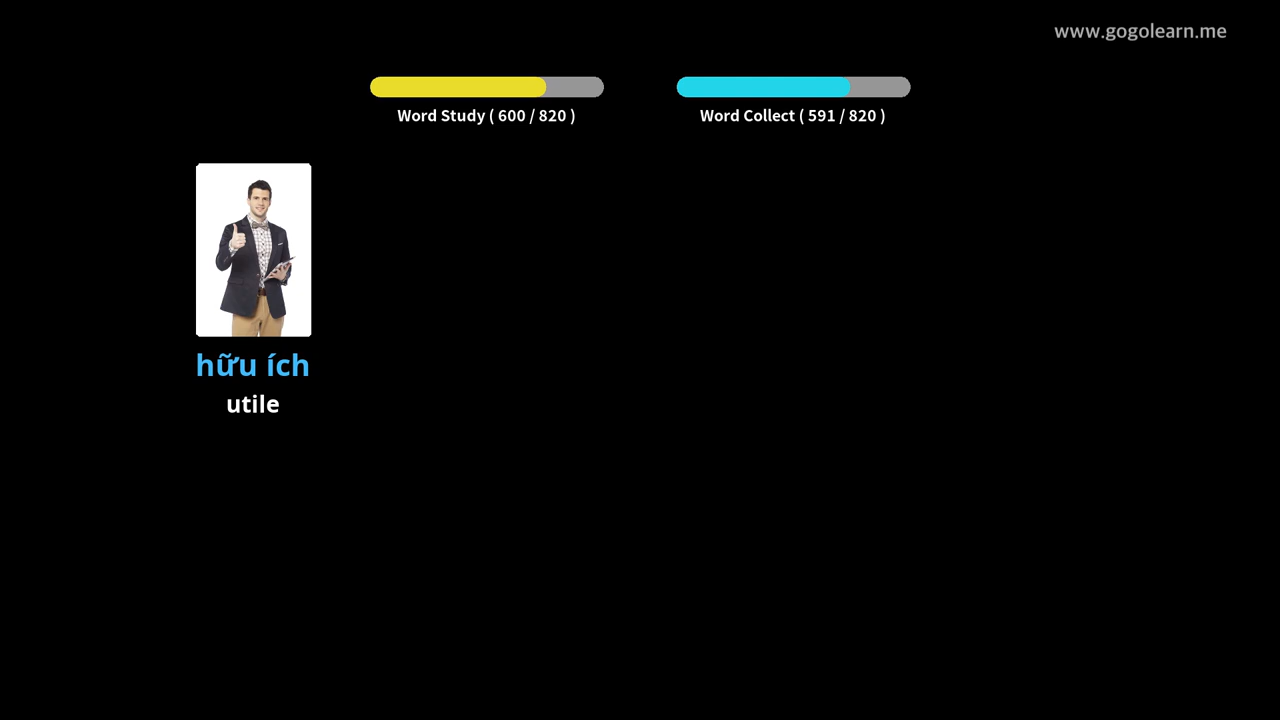 www.gogolearn.me
Word Study ( 600 / 820 )
Word Collect ( 591 / 820 )
hữu ích
utile